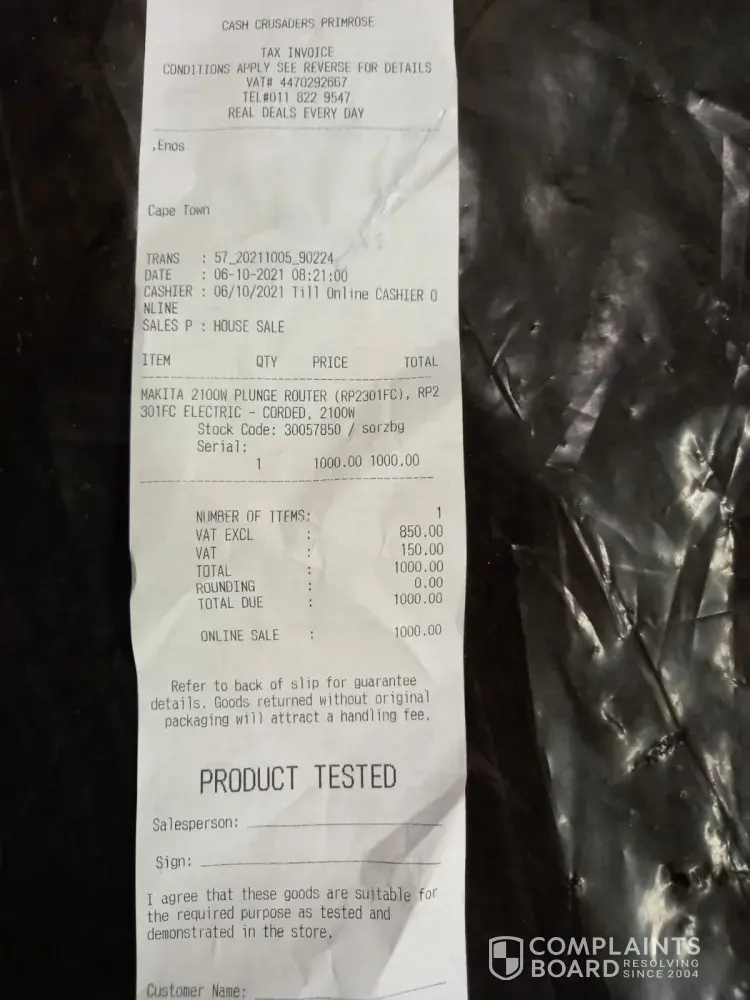 CASH CRUSADERS PRIMROSE
TAX INVOICE
CONDITIONS APPLY SEE REVERSE FOR DETAILS
VAT# 4470292667
TEL#011 822 9547
REAL DEALS EVERY DAY
,Enos
Cape Town
TRANS : 57_20211005_90224
DATE : 06-10-2021 08:21:00
CASHIER : 06/10/2021 Till Online CASHIER O
NLINE
SALES P : HOUSE SALE
ITEM QTY PRICE TOTAL
MAKITA 2100W PLUNGE ROUTER (RP2301FC), RP2
301FC ELECTRIC - CORDED, 2100W
Stock Code: 30057850 / sorzbg
Serial:
1 1000.00 1000.00
NUMBER OF ITEMS: 1
VAT EXCL : 850.00
VAT : 150.00
TOTAL : 1000.00
ROUNDING : 0.00
TOTAL DUE : 1000.00
ONLINE SALE : 1000.00
Refer to back of slip for guarantee
details. Goods returned without original
packaging will attract a handling fee.
PRODUCT TESTED
Salesperson:
Sign:
I agree that these goods are suitable for
the required purpose as tested and
demonstrated in the store.
Customer Name:
COMPLAINTS
BOARD RESOLVING
SINCE 2004